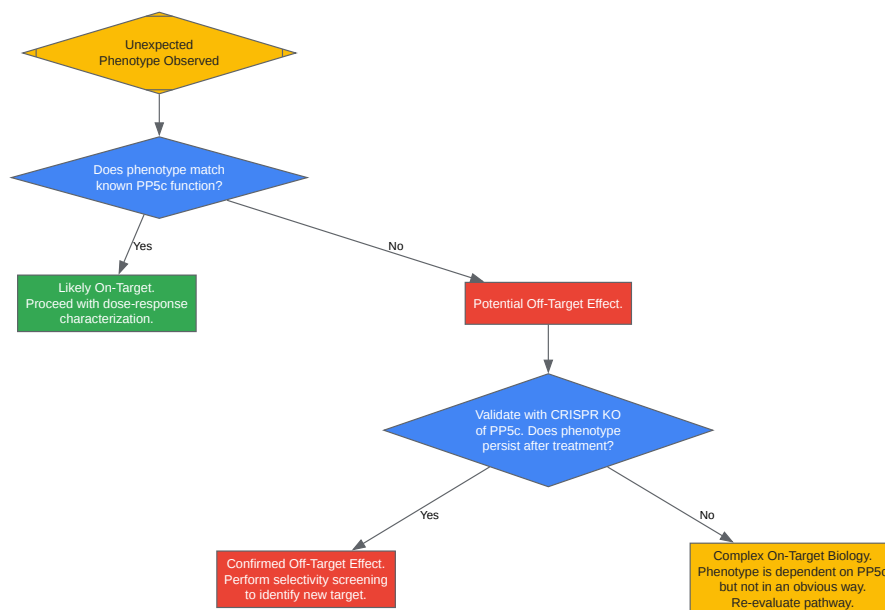 Unexpected
Phenotype Observed
Does phenotype match
known PP5c function?
Yes
No
Likely On-Target.
Proceed with dose-response
characterization.
Potential Off-Target Effect.
Validate with CRISPR KO
of PP5c. Does phenotype
persist after treatment?
Yes
No
Confirmed Off-Target Effect.
Perform selectivity screening
to identify new target.
Complex On-Target Biology.
Phenotype is dependent on PP5c
but not in an obvious way.
Re-evaluate pathway.